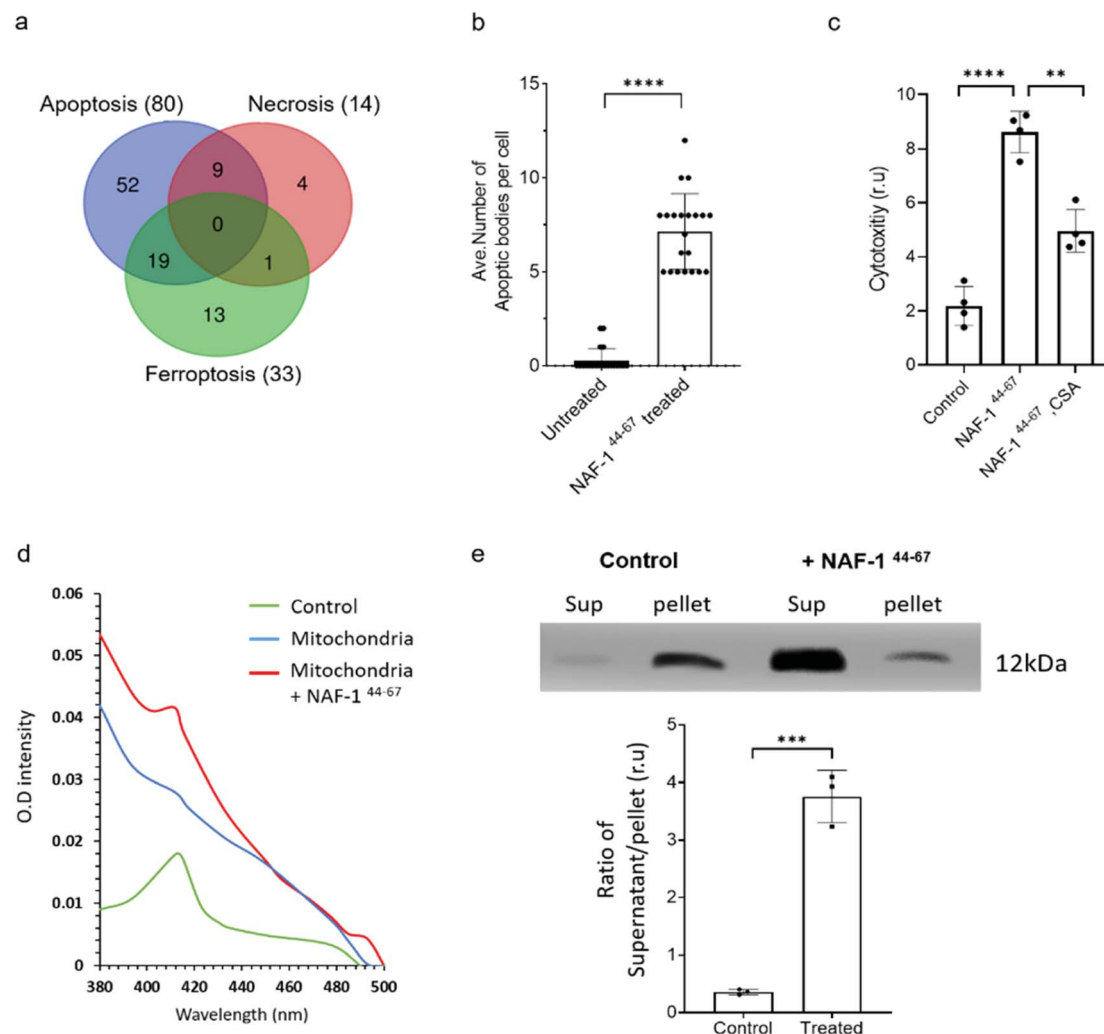 a
Apoptosis (80)
Necrosis (14)
52
9
4
0
19
1
13
Ferroptosis (33)
b
****
15
10
5
0
Ave.Number of
Apoptic bodies per cell
Untreated
NAF-1 44-67 treated
c
****
**
10
8
6
4
2
0
Cytotoxitiy (r.u)
Control
NAF-1 44-67
NAF-1 44-67 ,CSA
d
0.06
0.05
0.04
0.03
0.02
0.01
0
O.D intensity
380 400 420 440 460 480 500
Wavelength (nm)
Control
Mitochondria
Mitochondria
+ NAF-1 44-67
e
Control + NAF-1 44-67
Sup pellet Sup pellet
12kDa
***
5
4
3
2
1
0
Ratio of
Supernatant/pellet (r.u)
Control Treated